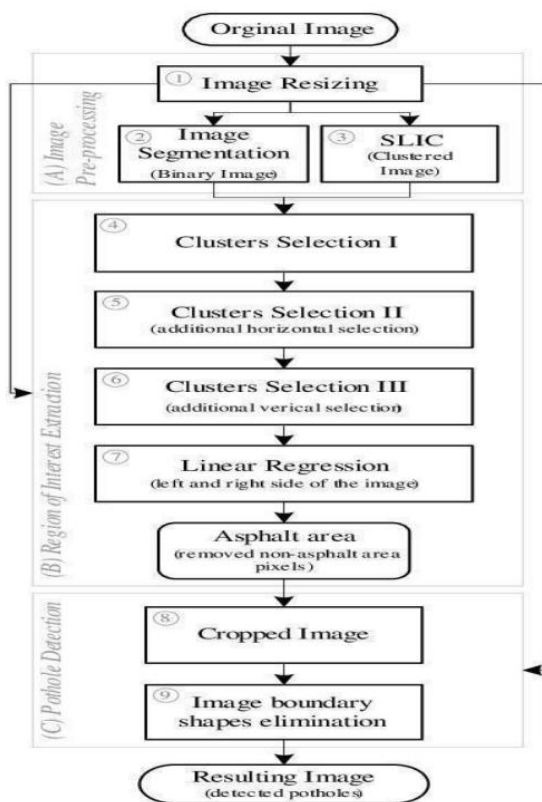 Orginal Image
(A) Image
Pre-processing
1
Image Resizing
2
Image
Segmentation
(Binary Image)
3
SLIC
(Clustered
Image)
(B) Region of Interest Extraction
4
Clusters Selection I
5
Clusters Selection II
(additional horizontal selection)
6
Clusters Selection III
(additional verical selection)
7
Linear Regression
(left and right side of the image)
Asphalt area
(removed non-asphalt area
pixels)
(C) Pothole Detection
8
Cropped Image
9
Image boundary
shapes elimination
Resulting Image
(detected potholes)